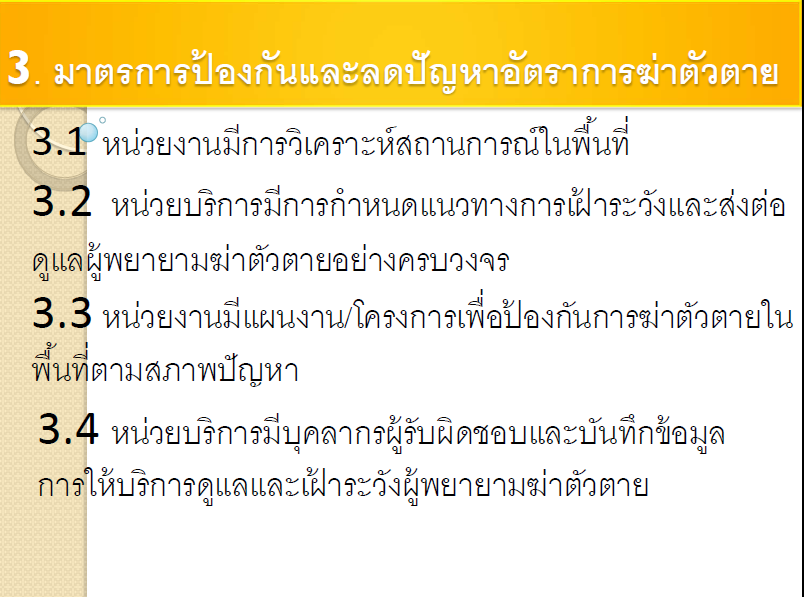 3. มาตรการป้องกันและลดปัญหาอัตราการฆ่าตัวตาย
3.1 หน่วยงานมีการวิเคราะห์สถานการณ์ในพื้นที่
3.2 หน่วยบริการมีการกำหนดแนวทางการเฝ้าระวังและส่งต่อ
ดูแลผู้พยายามฆ่าตัวตายอย่างครบวงจร
3.3 หน่วยงานมีแผนงาน/โครงการเพื่อป้องกันการฆ่าตัวตายใน
พื้นที่ตามสภาพปัญหา
3.4 หน่วยบริการมีบุคลากรผู้รับผิดชอบและบันทึกข้อมูล
การให้บริการดูแลและเฝ้าระวังผู้พยายามฆ่าตัวตาย